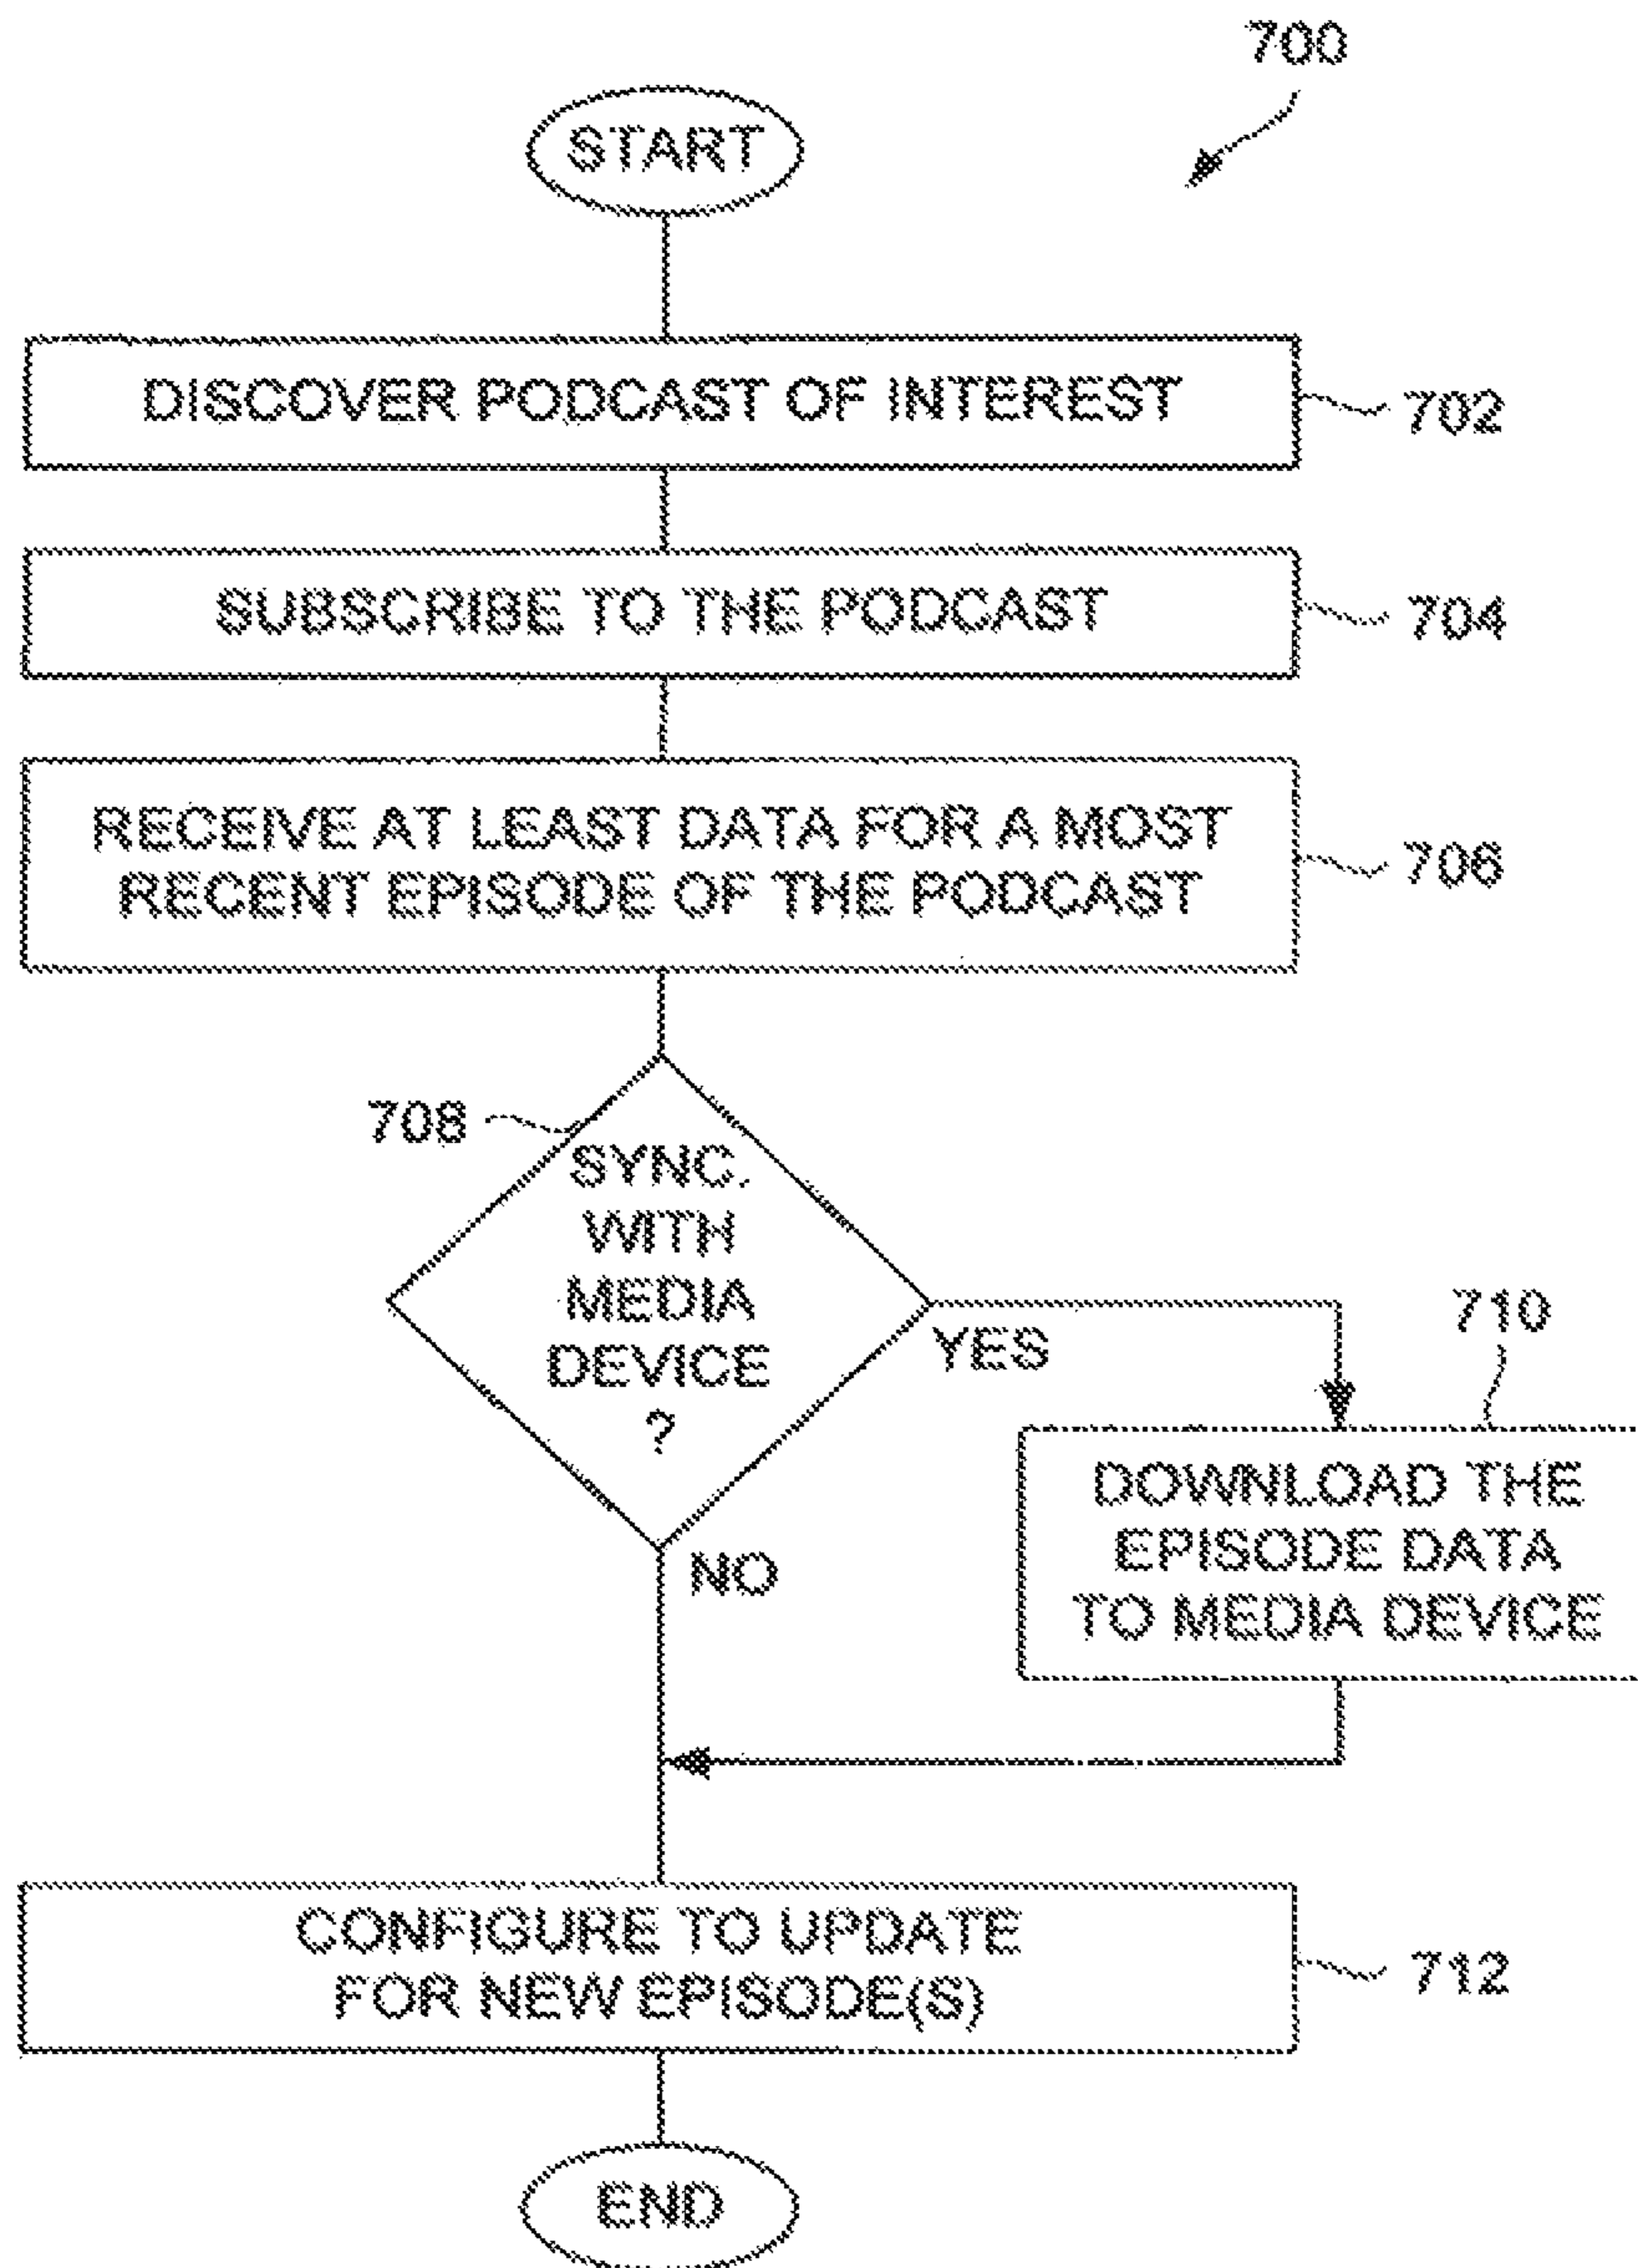 700
START
DISCOVER PODCAST OF INTEREST
702
SUBSCRIBE TO THE PODCAST
704
RECEIVE AT LEAST DATA FOR A MOST
RECENT EPISODE OF THE PODCAST
706
708
SYNC.
WITH
MEDIA
DEVICE
?
YES
710
DOWNLOAD THE
EPISODE DATA
TO MEDIA DEVICE
NO
CONFIGURE TO UPDATE
FOR NEW EPISODE(S)
712
END